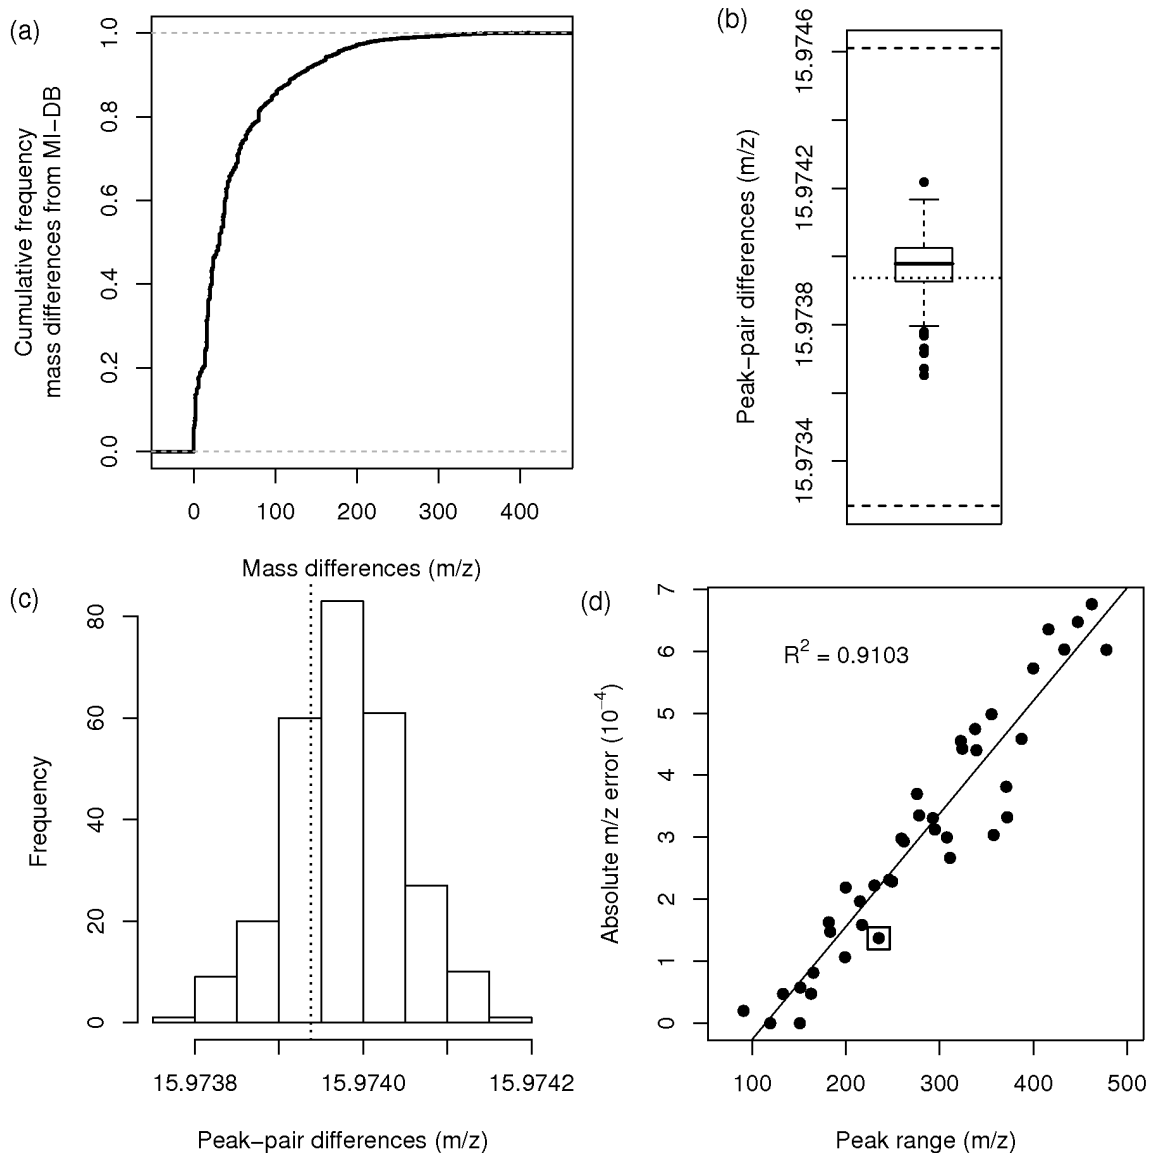 (a)
Cumulative frequency
mass differences from MI−DB
1.0
0.8
0.6
0.4
0.2
0.0
0 100 200 300 400
Mass differences (m/z)
(b)
Peak−pair differences (m/z)
15.9746
15.9742
15.9738
15.9734
(c)
Frequency
80
60
40
20
0
15.9738 15.9740 15.9742
Peak−pair differences (m/z)
(d)
Absolute m/z error (10⁻⁴)
7
6
5
4
3
2
1
0
R² = 0.9103
100 200 300 400 500
Peak range (m/z)